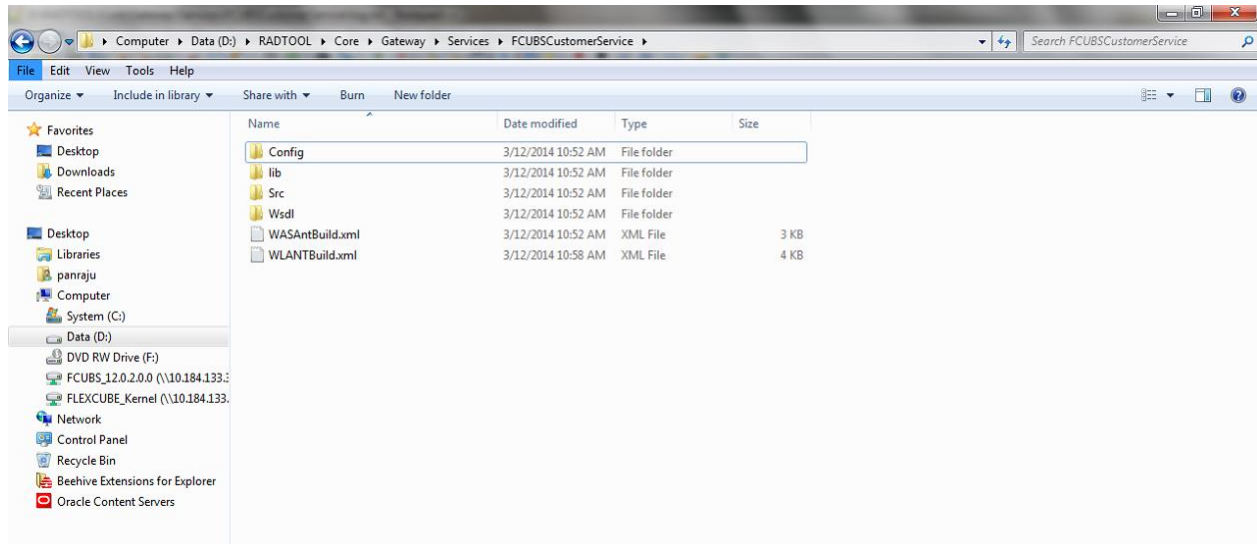 Computer ▸ Data (D:) ▸ RADTOOL ▸ Core ▸ Gateway ▸ Services ▸ FCUBSCustomerService ▸
Search FCUBSCustomerService
File Edit View Tools Help
Organize Include in library Share with Burn New folder
Favorites
Desktop
Downloads
Recent Places
Desktop
Libraries
panraju
Computer
System (C:)
Data (D:)
DVD RW Drive (F:)
FCUBS_12.0.2.0.0 (\\10.184.133.3
FLEXCUBE_Kernel (\\10.184.133.
Network
Control Panel
Recycle Bin
Beehive Extensions for Explorer
Oracle Content Servers
Name Date modified Type Size
Config 3/12/2014 10:52 AM File folder
lib 3/12/2014 10:52 AM File folder
Src 3/12/2014 10:52 AM File folder
Wsdl 3/12/2014 10:52 AM File folder
WASAntBuild.xml 3/12/2014 10:52 AM XML File 3 KB
WLANTBuild.xml 3/12/2014 10:58 AM XML File 4 KB